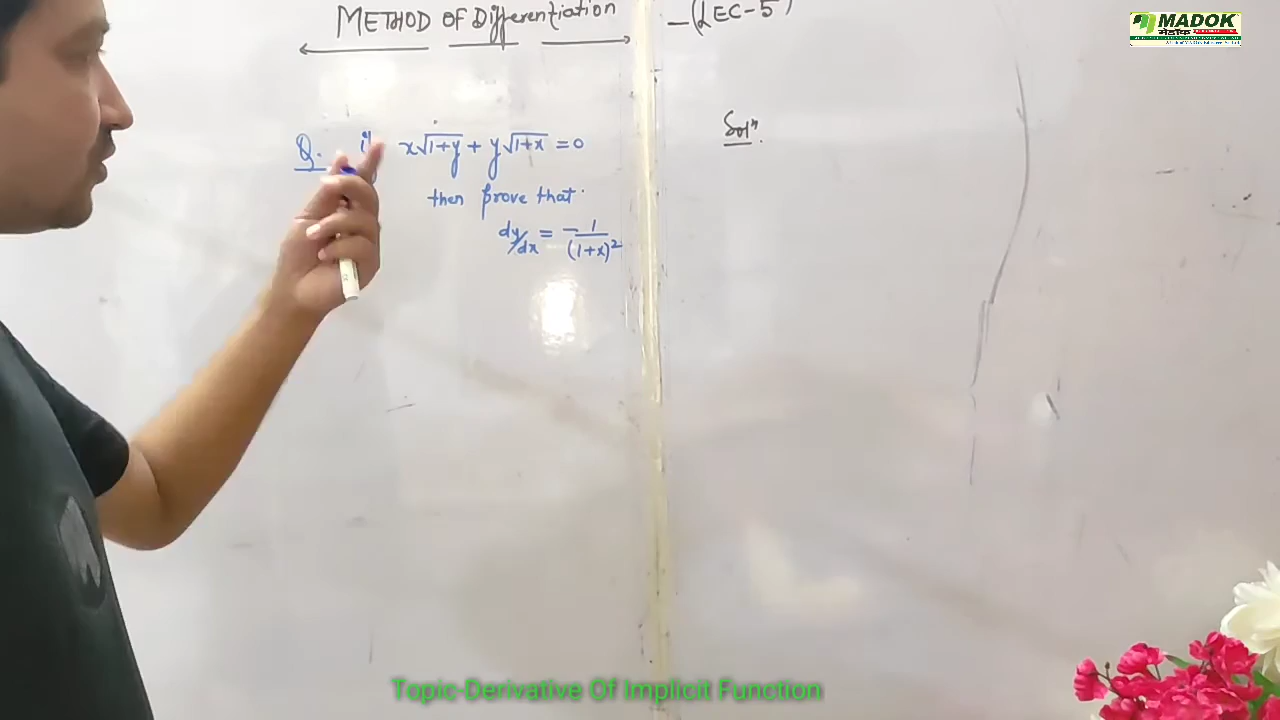 METHOD OF Differentiation - (LEC-5)
MADOK
Q. if x√1+y + y√1+x = 0
Solⁿ.
then prove that
dy/dx = - 1/(1+x)²
Topic-Derivative Of Implicit Function